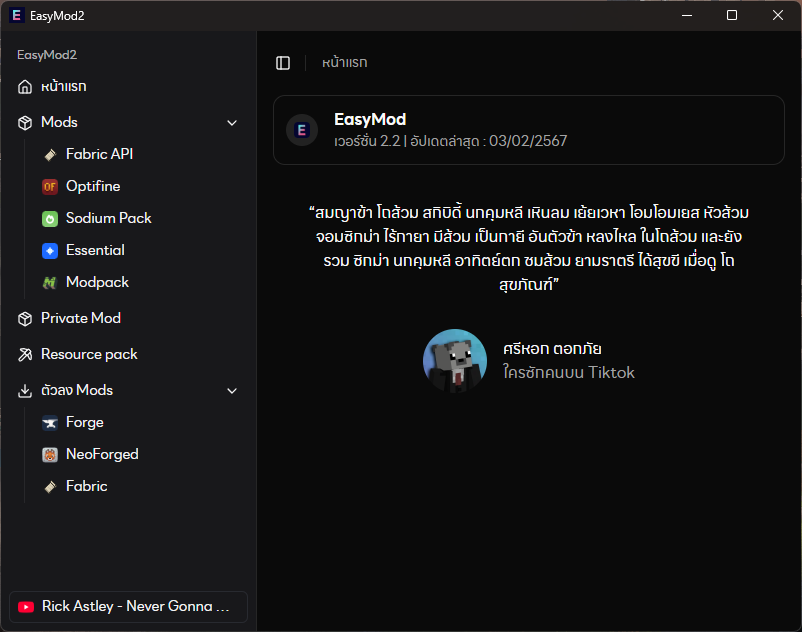 EasyMod2
EasyMod2
หน้าแรก
Mods
Fabric API
Optifine
Sodium Pack
Essential
Modpack
Private Mod
Resource pack
ตัวลง Mods
Forge
NeoForged
Fabric
Rick Astley - Never Gonna ...
หน้าแรก
EasyMod
เวอร์ชั่น 2.2 | อัปเดตล่าสุด : 03/02/2567
“สมญาข้า โถส้วม สกิบิดี้ นกคุมหลี เหินลม เย้ยเวหา โอมโอมเยส หัวส้วม
จอมซิกม่า ไร้กายา มีส้วม เป็นกายี อันตัวข้า หลงใหล ในโถส้วม และยัง
รวม ซิกม่า นกคุมหลี อาทิตย์ตก ชมส้วม ยามราตรี ได้สุขขี เมื่อดู โถ
สุขภัณฑ์”
ศรีหอก ตอกภัย
ใครซักคนบน Tiktok